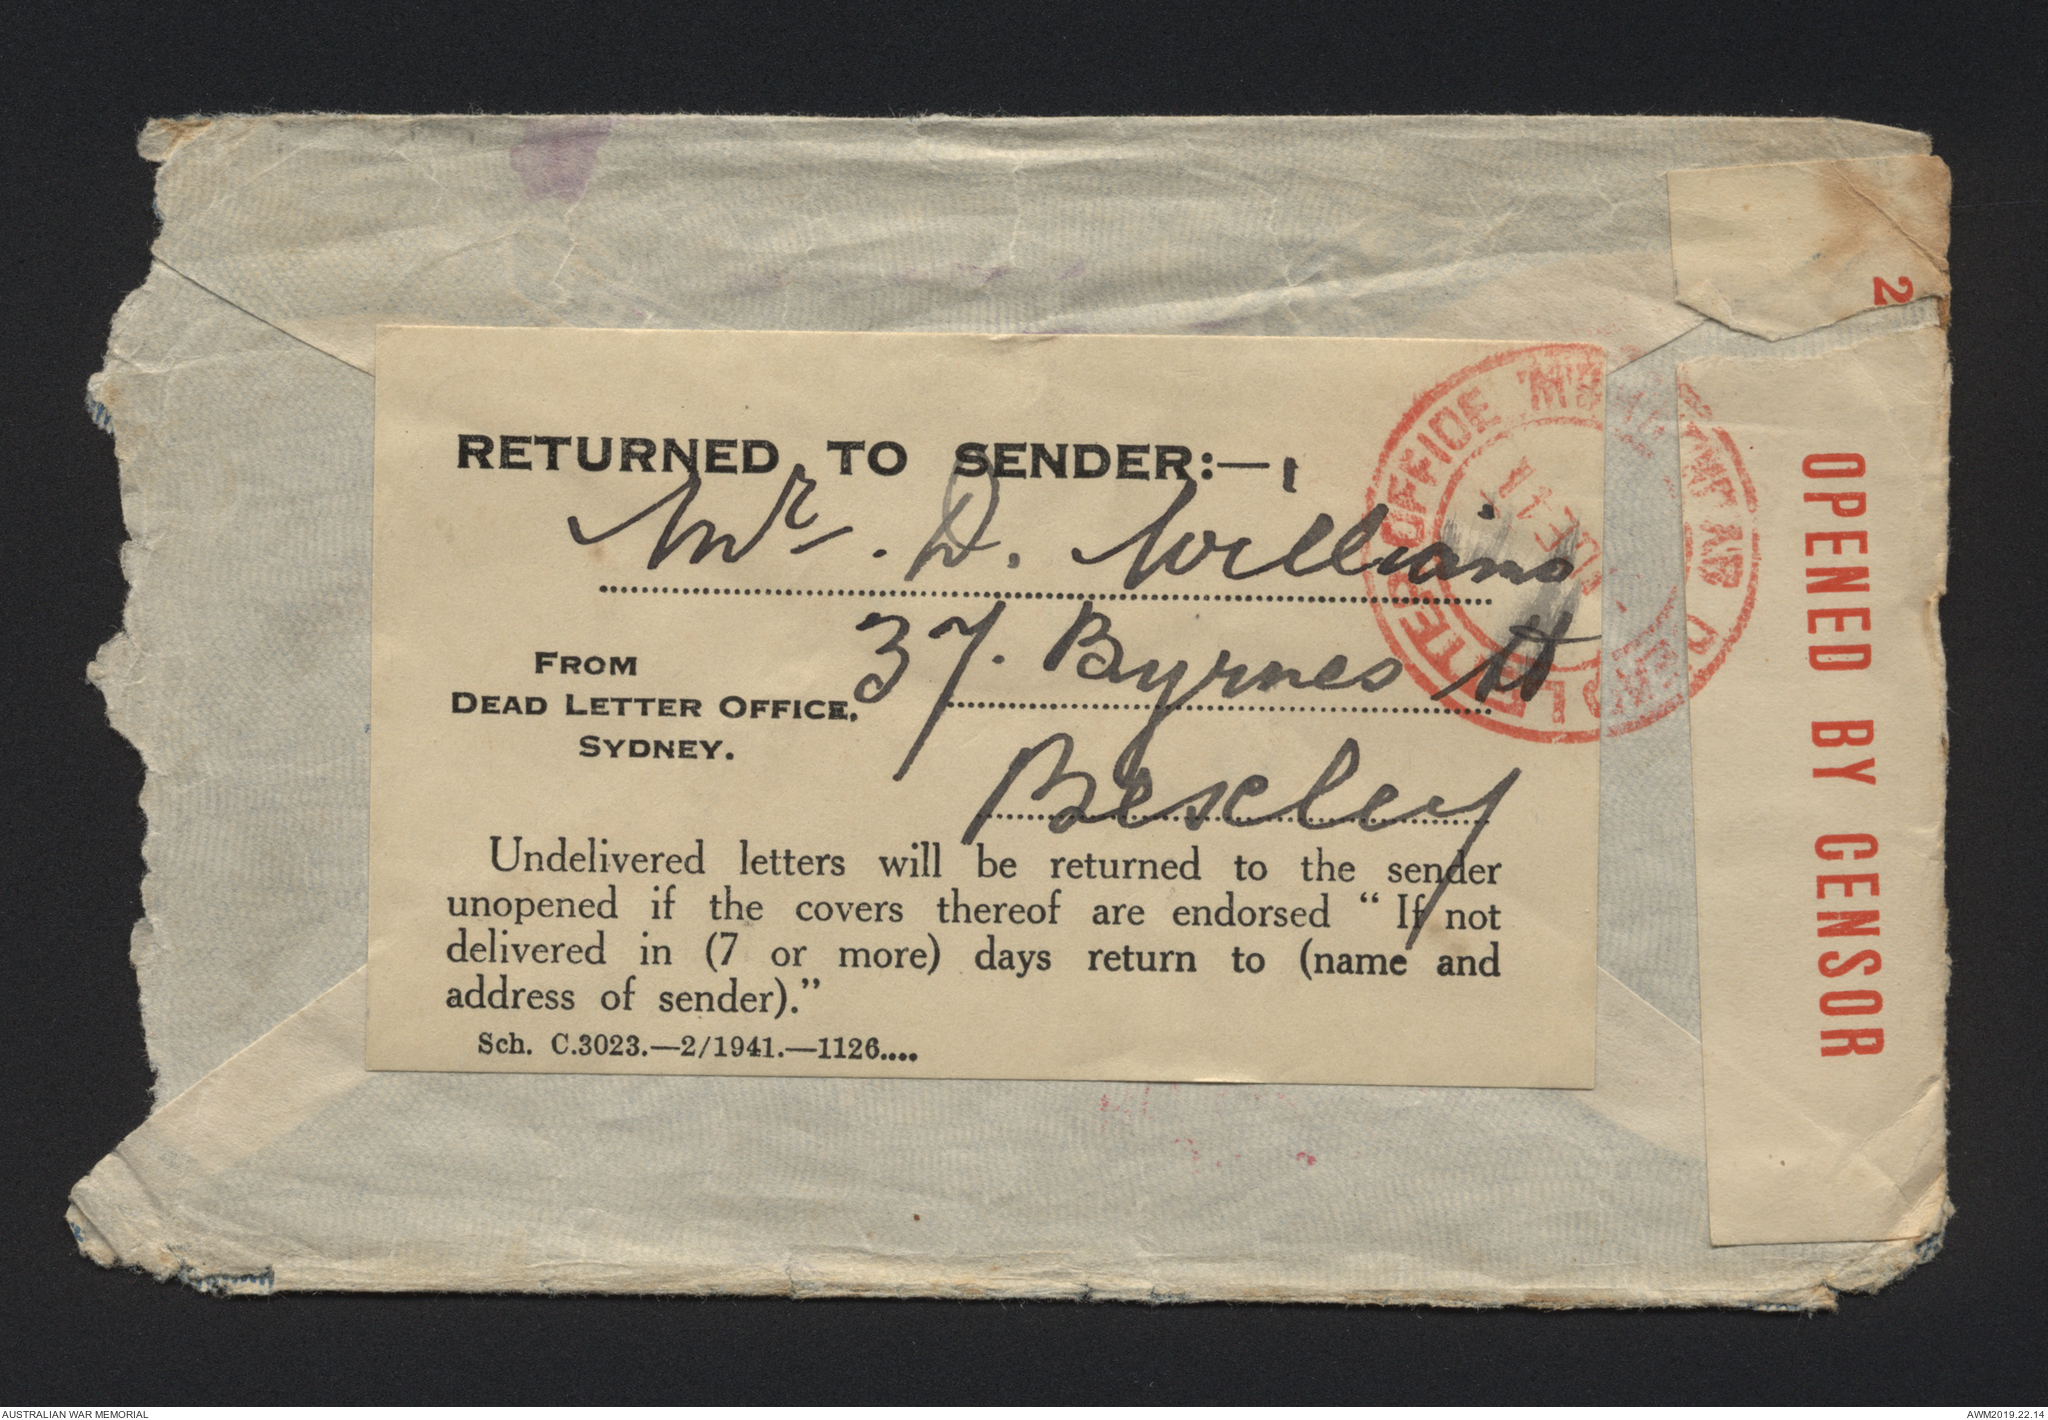 RETURNED TO SENDER:—
Mr. D. Williams
37. Byrnes St
Bexley
FROM
DEAD LETTER OFFICE,
SYDNEY.
Undelivered letters will be returned to the sender
unopened if the covers thereof are endorsed “ If not
delivered in (7 or more) days return to (name and
address of sender).”
Sch. C.3023.—2/1941.—1126....
OFFICE
2
OPENED BY CENSOR
AUSTRALIAN WAR MEMORIAL
AWM2019.22.14